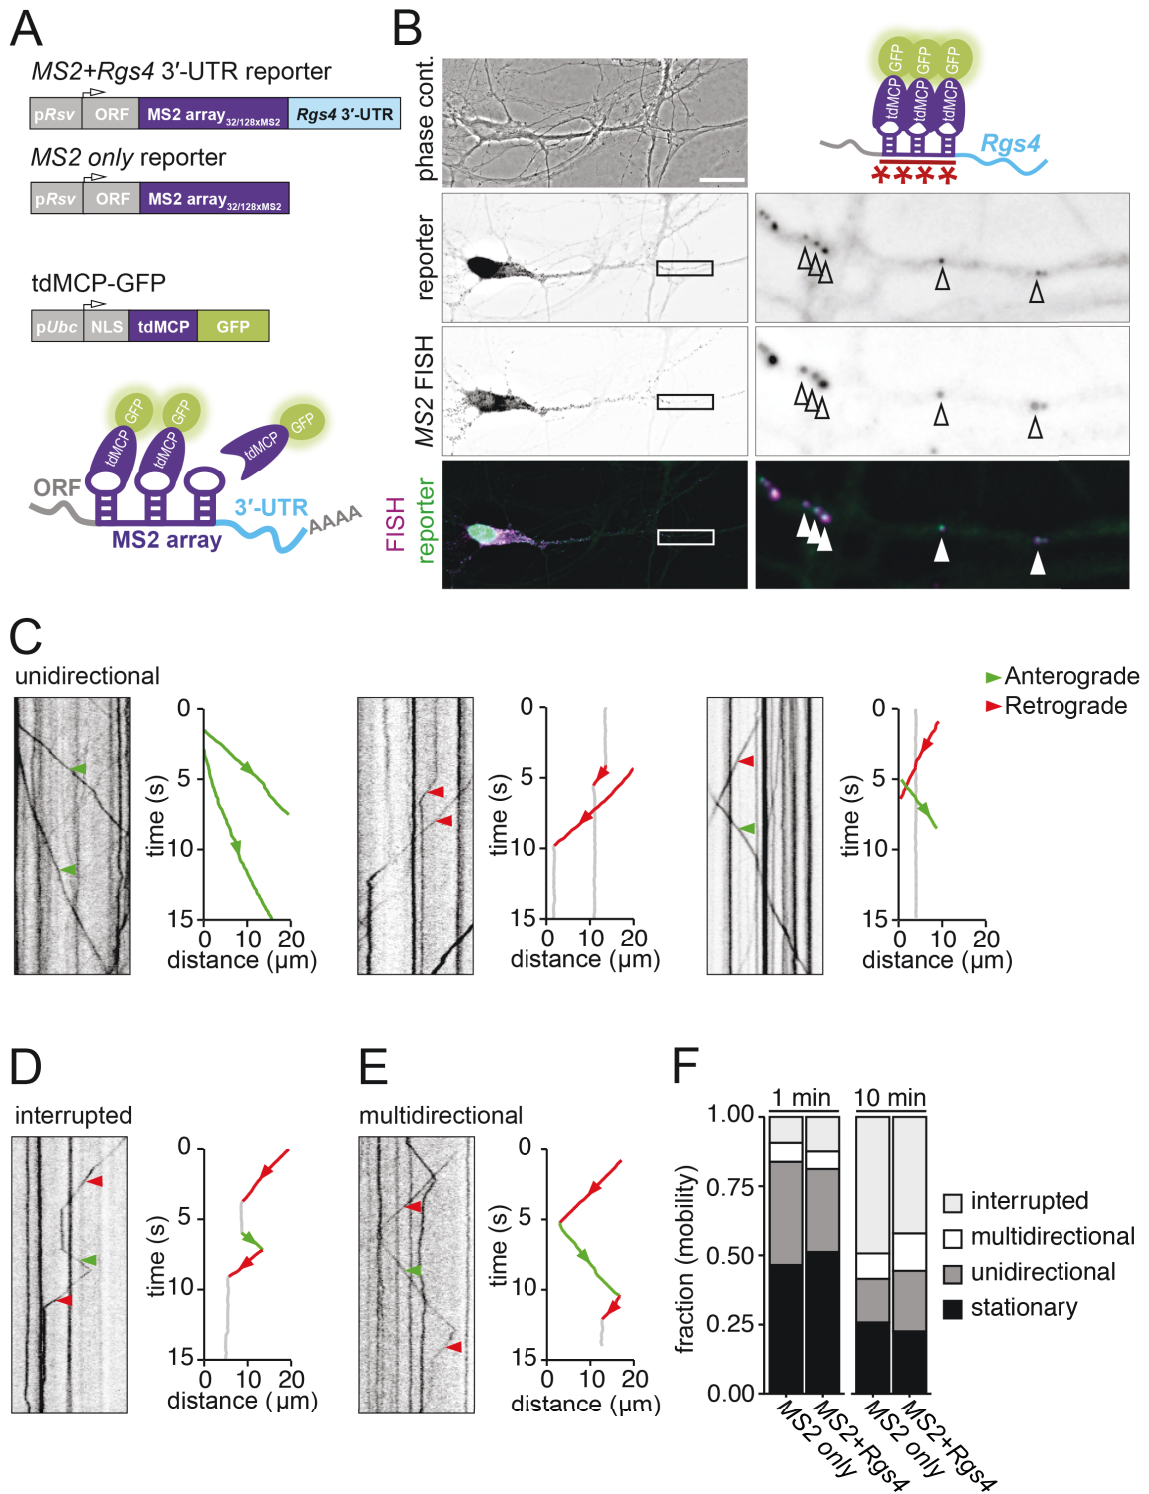 A
MS2+Rgs4 3′-UTR reporter
pRsv ORF MS2 array32/128xMS2 Rgs4 3′-UTR
MS2 only reporter
pRsv ORF MS2 array32/128xMS2
tdMCP-GFP
pUbc NLS tdMCP GFP
GFP GFP GFP
tdMCP tdMCP tdMCP
ORF
3′-UTR
AAAA
MS2 array
B
phase cont.
reporter
MS2 FISH
FISH
reporter
GFP GFP GFP
tdMCP tdMCP tdMCP
Rgs4
****
C
unidirectional
Anterograde
Retrograde
0
5
10
15
time (s)
0 10 20
distance (μm)
0
5
10
15
time (s)
0 10 20
distance (μm)
0
5
10
15
time (s)
0 10 20
distance (μm)
D
interrupted
0
5
10
15
time (s)
0 10 20
distance (μm)
E
multidirectional
0
5
10
15
time (s)
0 10 20
distance (μm)
F
1 min 10 min
1.00
0.75
0.50
0.25
0.00
fraction (mobility)
MS2 only
MS2+Rgs4
MS2 only
MS2+Rgs4
interrupted
multidirectional
unidirectional
stationary